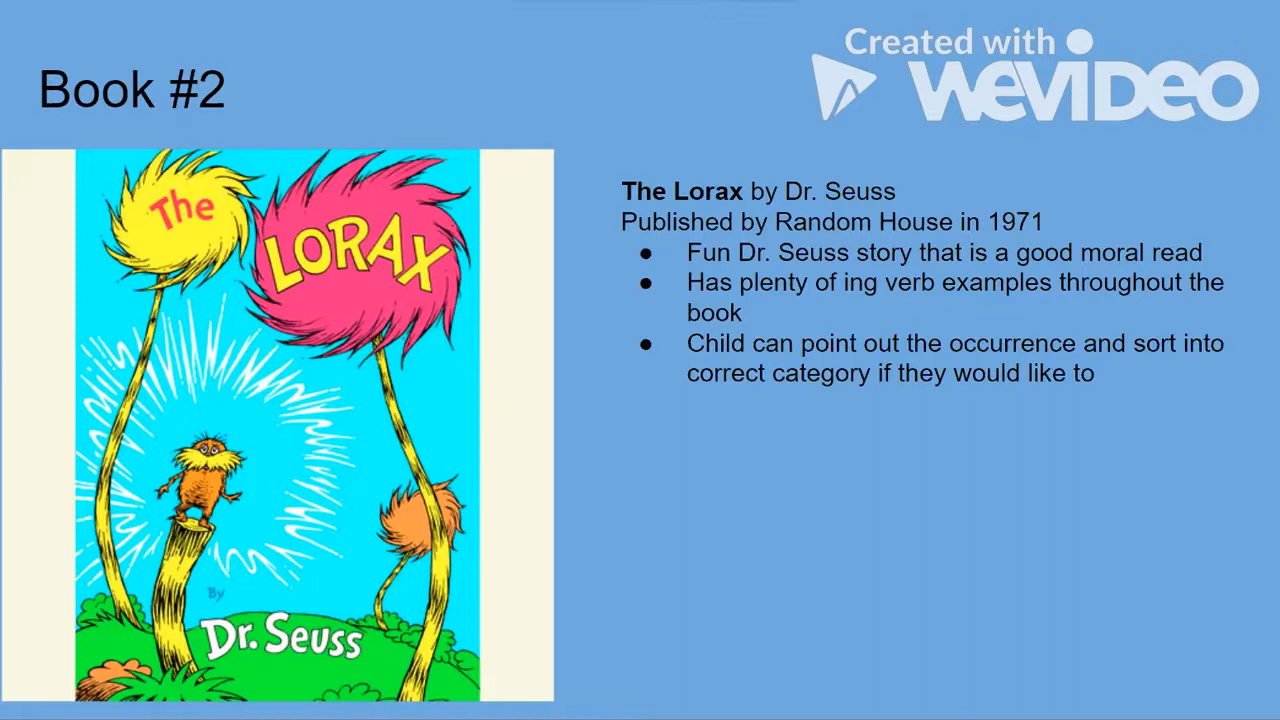 Created with
WEVIDEO
Book #2
The
LORAX
By
Dr. Seuss
The Lorax by Dr. Seuss
Published by Random House in 1971
● Fun Dr. Seuss story that is a good moral read
● Has plenty of ing verb examples throughout the
book
● Child can point out the occurrence and sort into
correct category if they would like to